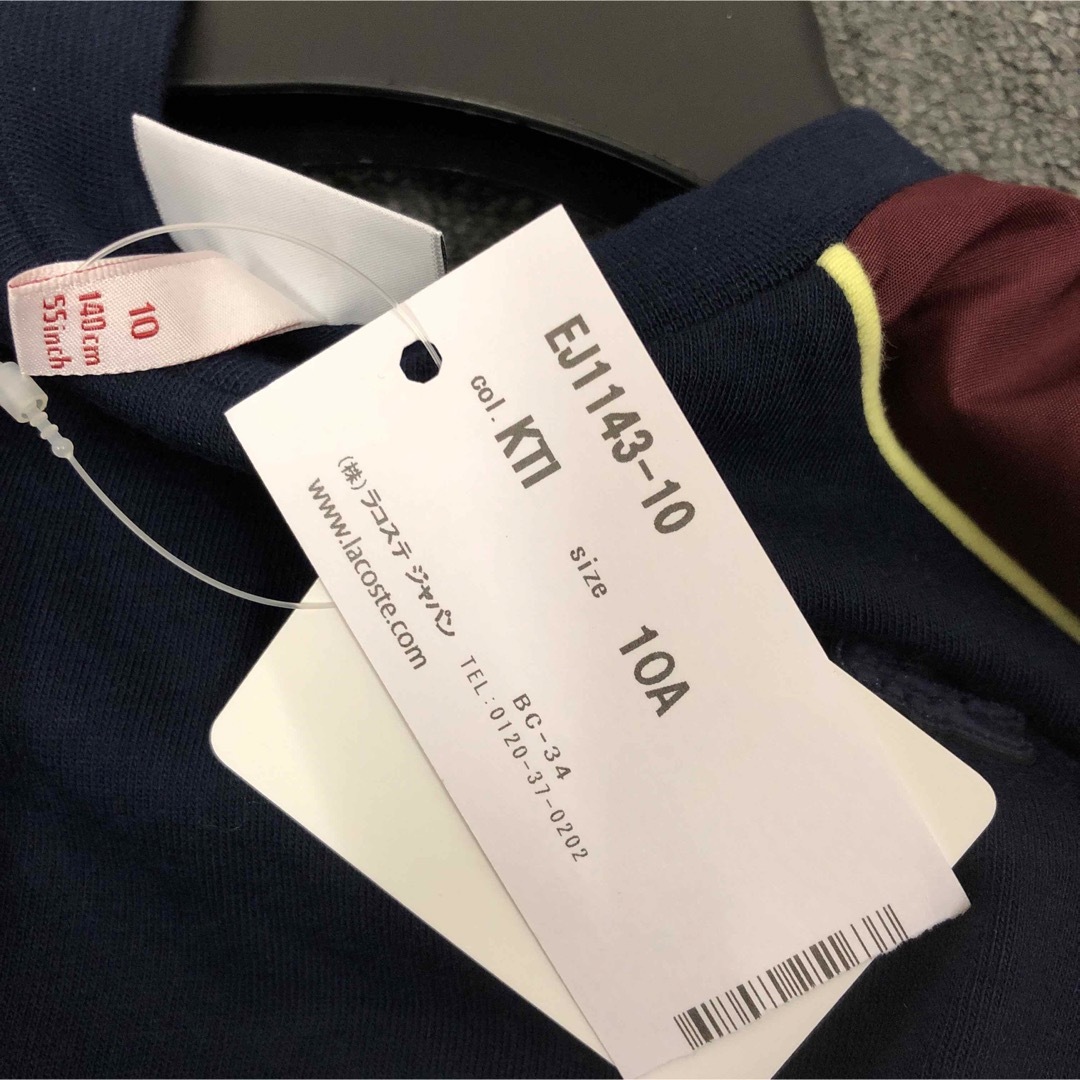 EJ1143-10
col. KTI
size 10A
BC-34
(株)ラコステ ジャパン TEL:0120-37-0202
www.lacoste.com
10
140cm
55inch